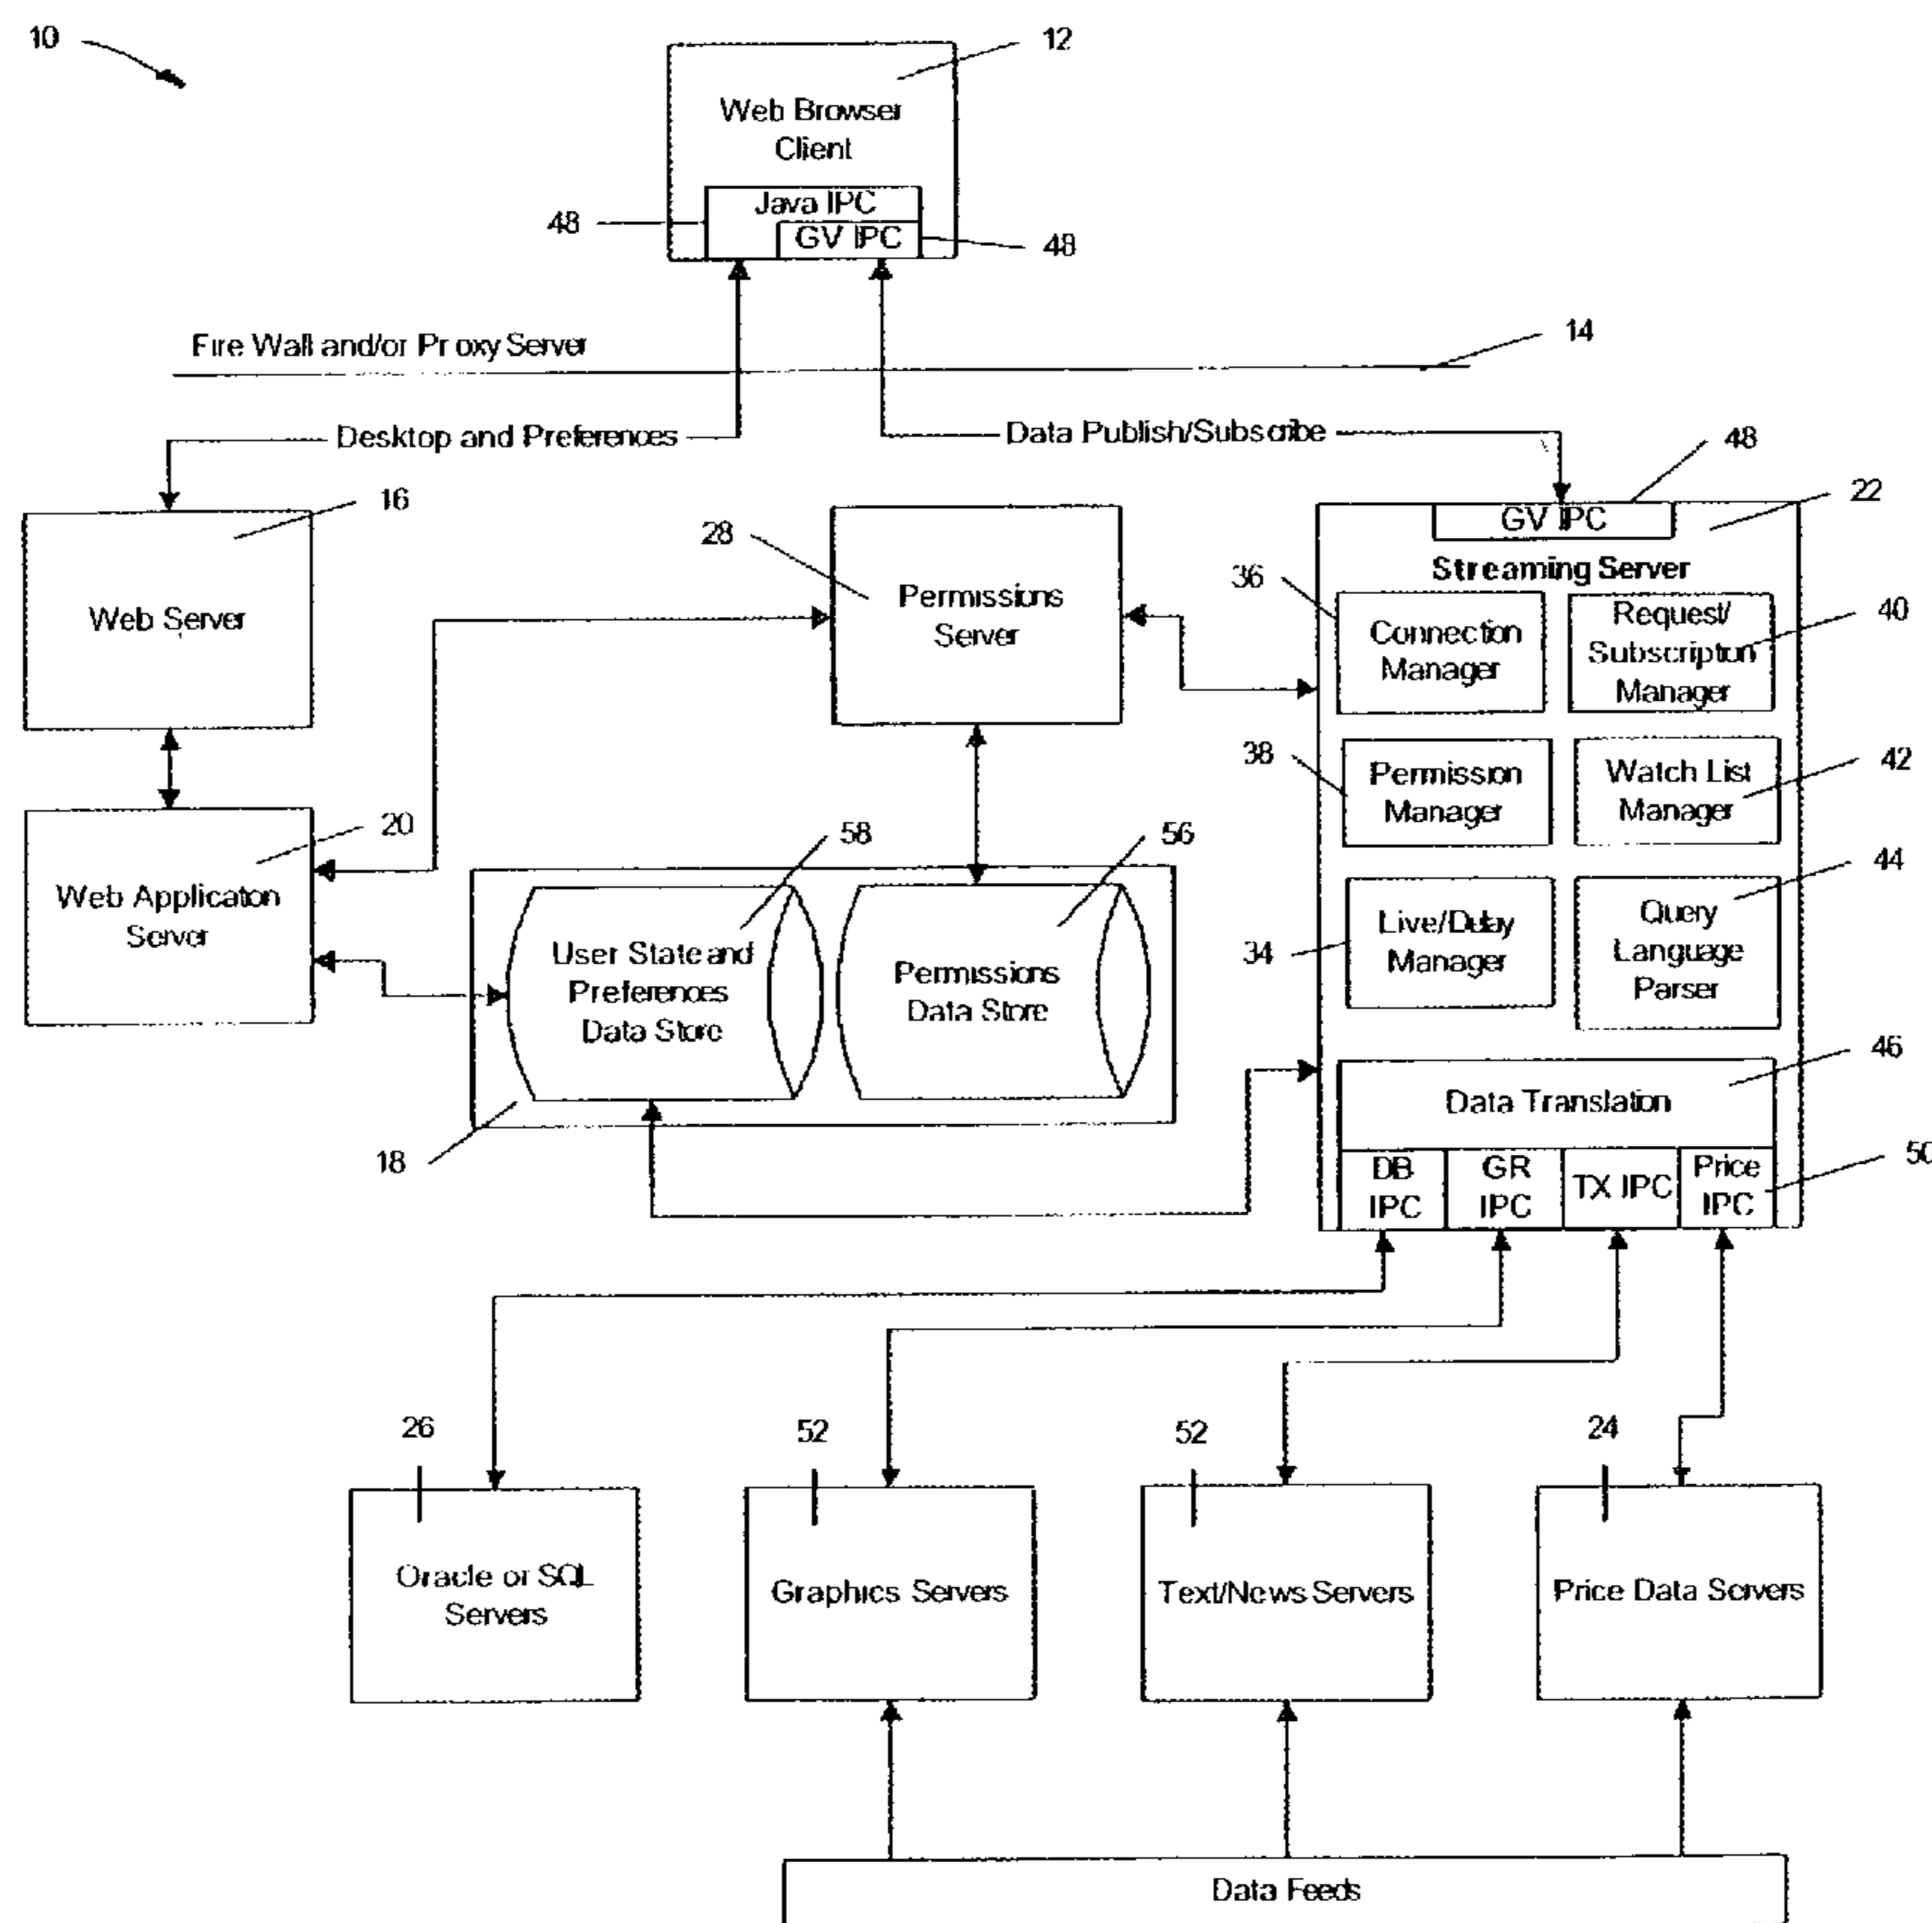 10
12
Web Browser
Client
Java IPC
48
GV IPC
48
Fire Wall and/or Proxy Server
14
Desktop and Preferences
Data Publish/Subscribe
48
16
22
GV IPC
28
Streaming Server
36
Permissions
Server
Web Server
Connection
Manager
Request/
Subscription
Manager
40
38
Permission
Manager
Watch List
Manager
42
20
58
56
44
Web Application
Server
User State and
Preferences
Data Store
Permissions
Data Store
34
Live/Delay
Manager
Query
Language
Parser
46
Data Translation
18
DB
IPC
GR
IPC
TX IPC
Price
IPC
50
26
52
52
24
Oracle or SQL
Servers
Graphics Servers
Text/News Servers
Price Data Servers
Data Feeds